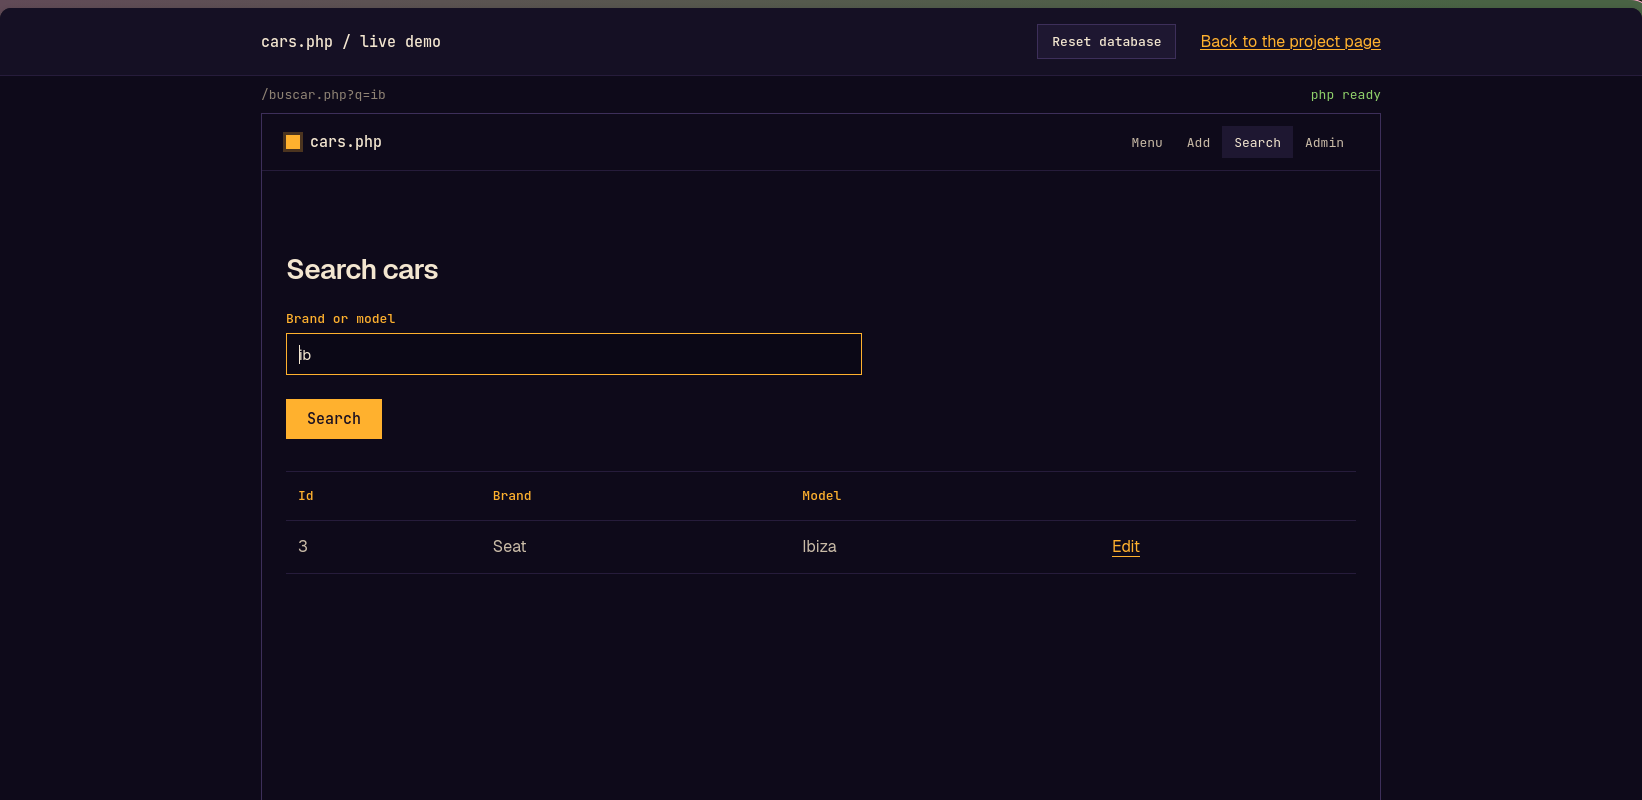 cars.php / live demo
Reset database
Back to the project page
/buscar.php?q=ib
php ready
cars.php
Menu
Add
Search
Admin
Search cars
Brand or model
ib
Search
Id Brand Model
3 Seat Ibiza Edit